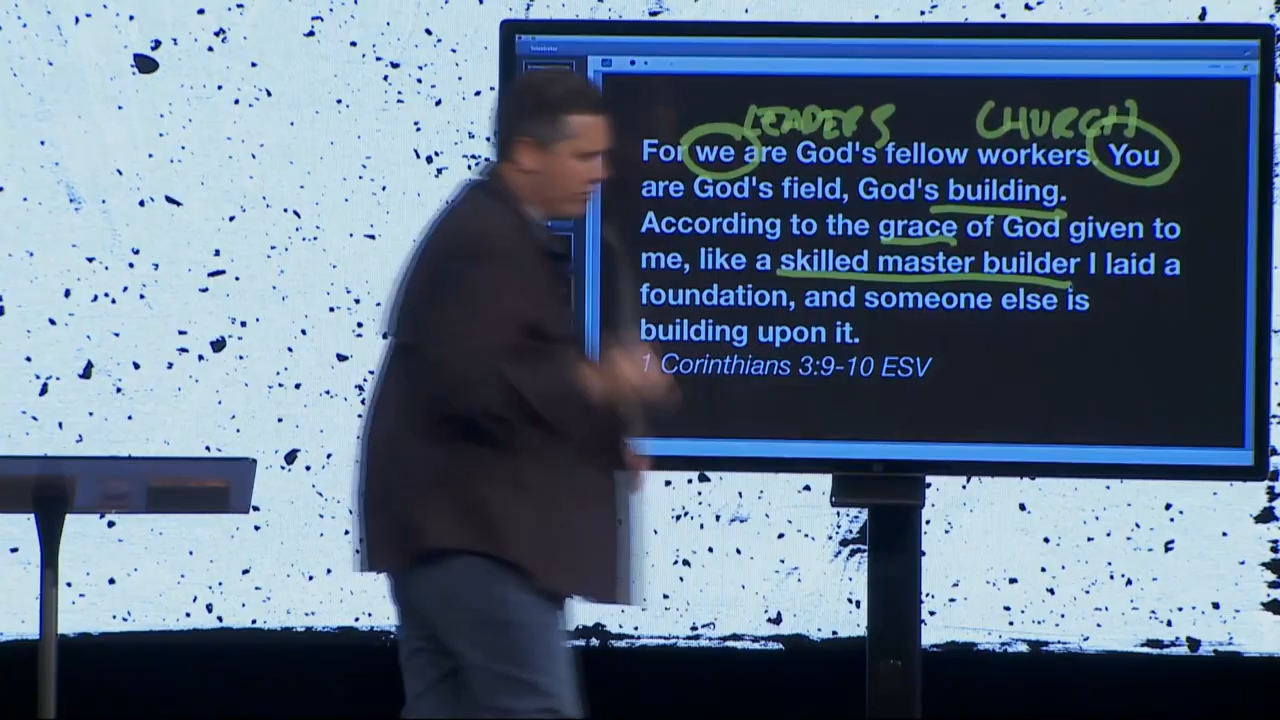 LEADERS CHURCH
For we are God's fellow workers. You
are God's field, God's building.
According to the grace of God given to
me, like a skilled master builder I laid a
foundation, and someone else is
building upon it.
1 Corinthians 3:9-10 ESV